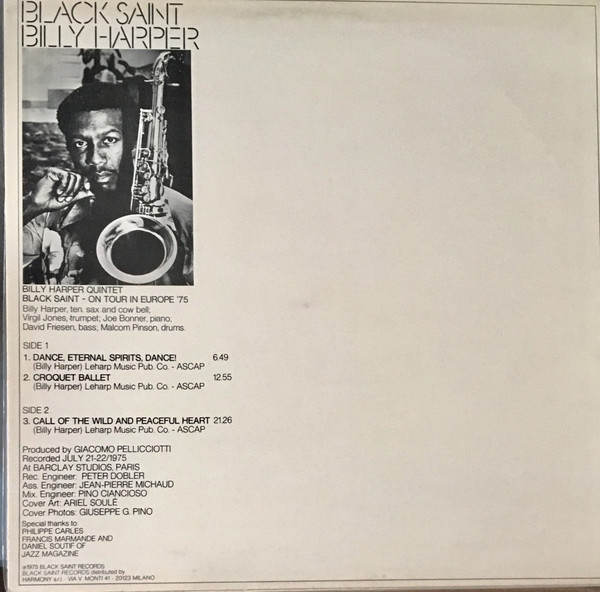 BLACK SAINT
BILLY HARPER
BILLY HARPER QUINTET
BLACK SAINT - ON TOUR IN EUROPE '75
Billy Harper, ten. sax and cow bell;
Virgil Jones, trumpet; Joe Bonner, piano;
David Friesen, bass; Malcom Pinson, drums.
SIDE 1
1. DANCE, ETERNAL SPIRITS, DANCE! 6.49
(Billy Harper) Leharp Music Pub. Co. - ASCAP
2. CROQUET BALLET 12.55
(Billy Harper) Leharp Music Pub. Co. - ASCAP
SIDE 2
3. CALL OF THE WILD AND PEACEFUL HEART 21.26
(Billy Harper) Leharp Music Pub. Co. - ASCAP
Produced by GIACOMO PELLICCIOTTI
Recorded JULY 21-22/1975
At BARCLAY STUDIOS, PARIS
Rec. Engineer: PETER DOBLER
Ass. Engineer: JEAN-PIERRE MICHAUD
Mix. Engineer: PINO CIANCIOSO
Cover Art: ARIEL SOULÉ
Cover Photos: GIUSEPPE G. PINO
Special thanks to
PHILIPPE CARLES
FRANCIS MARMANDE AND
DANIEL SOUTIF OF
JAZZ MAGAZINE
℗1975 BLACK SAINT RECORDS
BLACK SAINT RECORDS distributed by
HARMONY s.r.l. - VIA V. MONTI 41 - 20123 MILANO